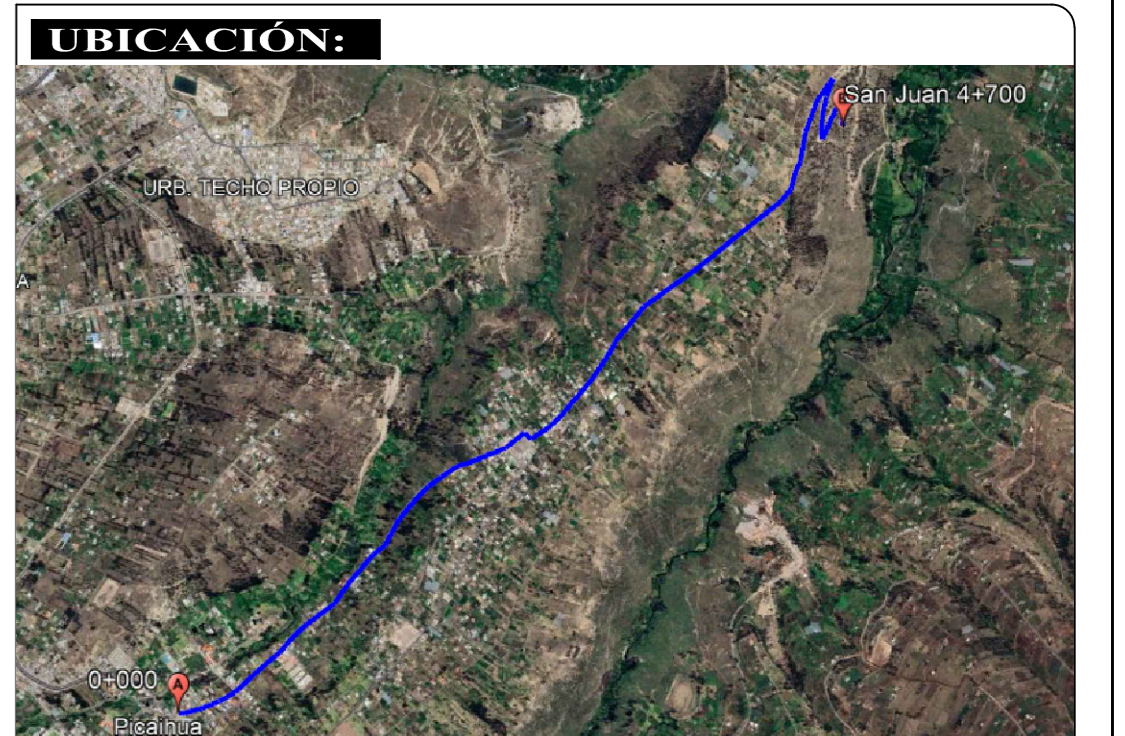 UBICACIÓN:
San Juan 4+700
URB. TECHO PROPIO
A
0+000
A
Picaihua